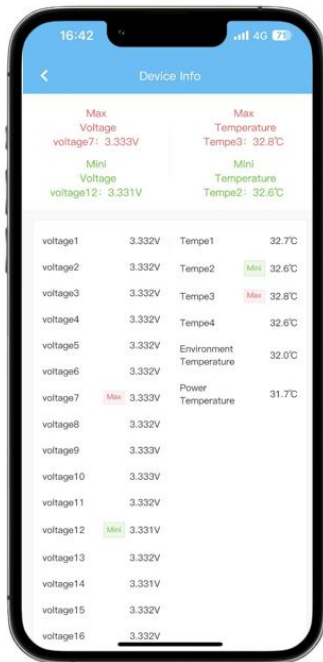 16:42
4G 71
Device Info
Max
Voltage
voltage7: 3.333V
Mini
Voltage
voltage12: 3.331V
Max
Temperature
Tempe3: 32.8℃
Mini
Temperature
Tempe2: 32.6℃
voltage1 3.332V
voltage2 3.332V
voltage3 3.332V
voltage4 3.332V
voltage5 3.332V
voltage6 3.332V
voltage7 Max 3.333V
voltage8 3.332V
voltage9 3.333V
voltage10 3.333V
voltage11 3.332V
voltage12 Mini 3.331V
voltage13 3.332V
voltage14 3.331V
voltage15 3.332V
voltage16 3.332V
Tempe1 32.7℃
Tempe2 Mini 32.6℃
Tempe3 Max 32.8℃
Tempe4 32.6℃
Environment
Temperature 32.0℃
Power
Temperature 31.7℃